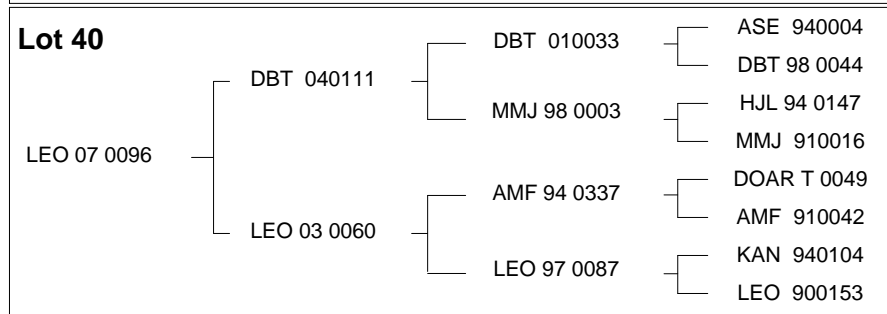 Lot 40
ASE 940004
DBT 010033
DBT 98 0044
DBT 040111
HJL 94 0147
MMJ 98 0003
MMJ 910016
LEO 07 0096
DOAR T 0049
AMF 94 0337
AMF 910042
LEO 03 0060
KAN 940104
LEO 97 0087
LEO 900153